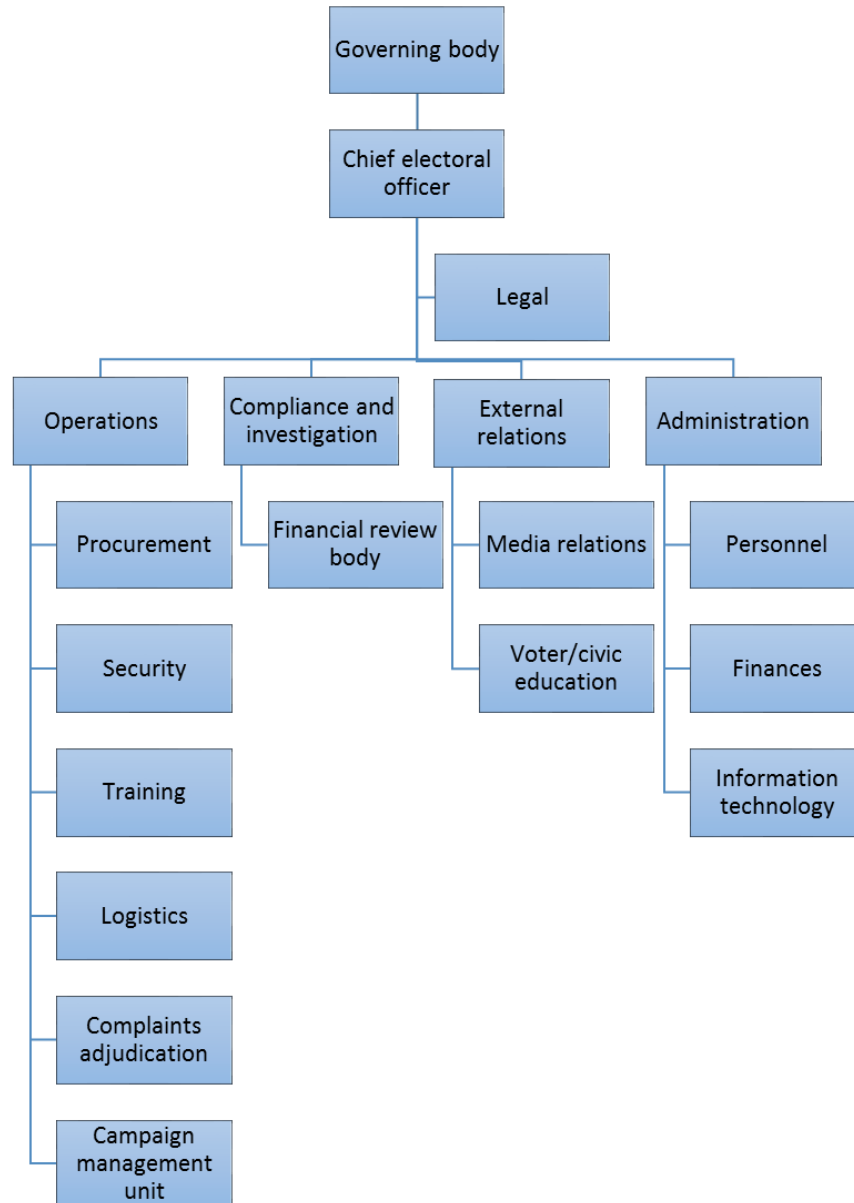 Governing body
Chief electoral
officer
Legal
Operations
Compliance and
investigation
External
relations
Administration
Procurement
Financial review
body
Media relations
Personnel
Security
Voter/civic
education
Finances
Training
Information
technology
Logistics
Complaints
adjudication
Campaign
management
unit